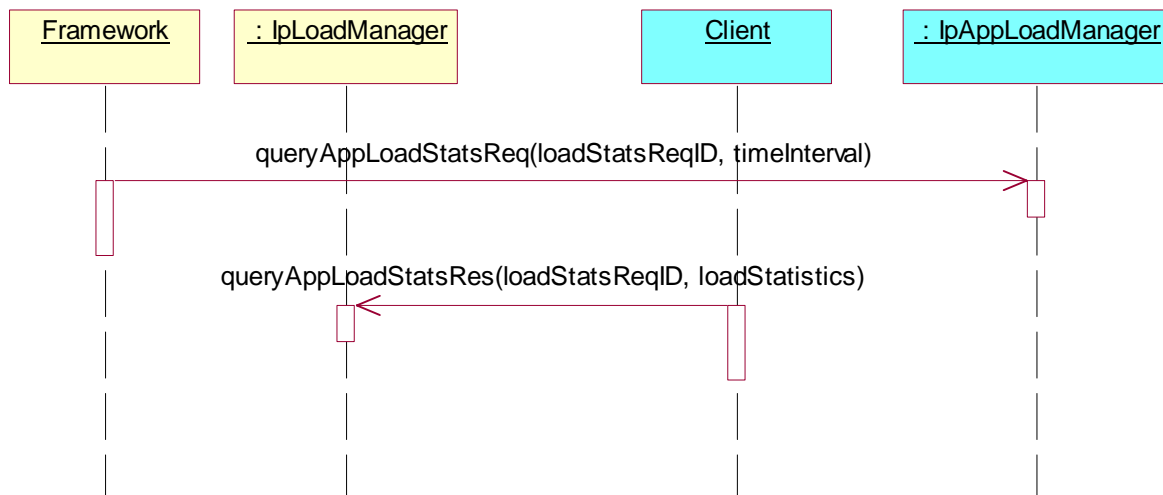 Framework
: IpLoadManager
Client
: IpAppLoadManager
queryAppLoadStatsReq(loadStatsReqID, timeInterval)
queryAppLoadStatsRes(loadStatsReqID, loadStatistics)